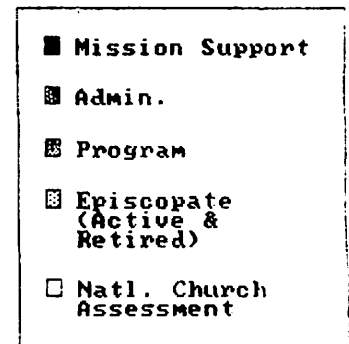 Mission Support
Admin.
Program
Episcopate
(Active &
Retired)
Natl. Church
Assessment